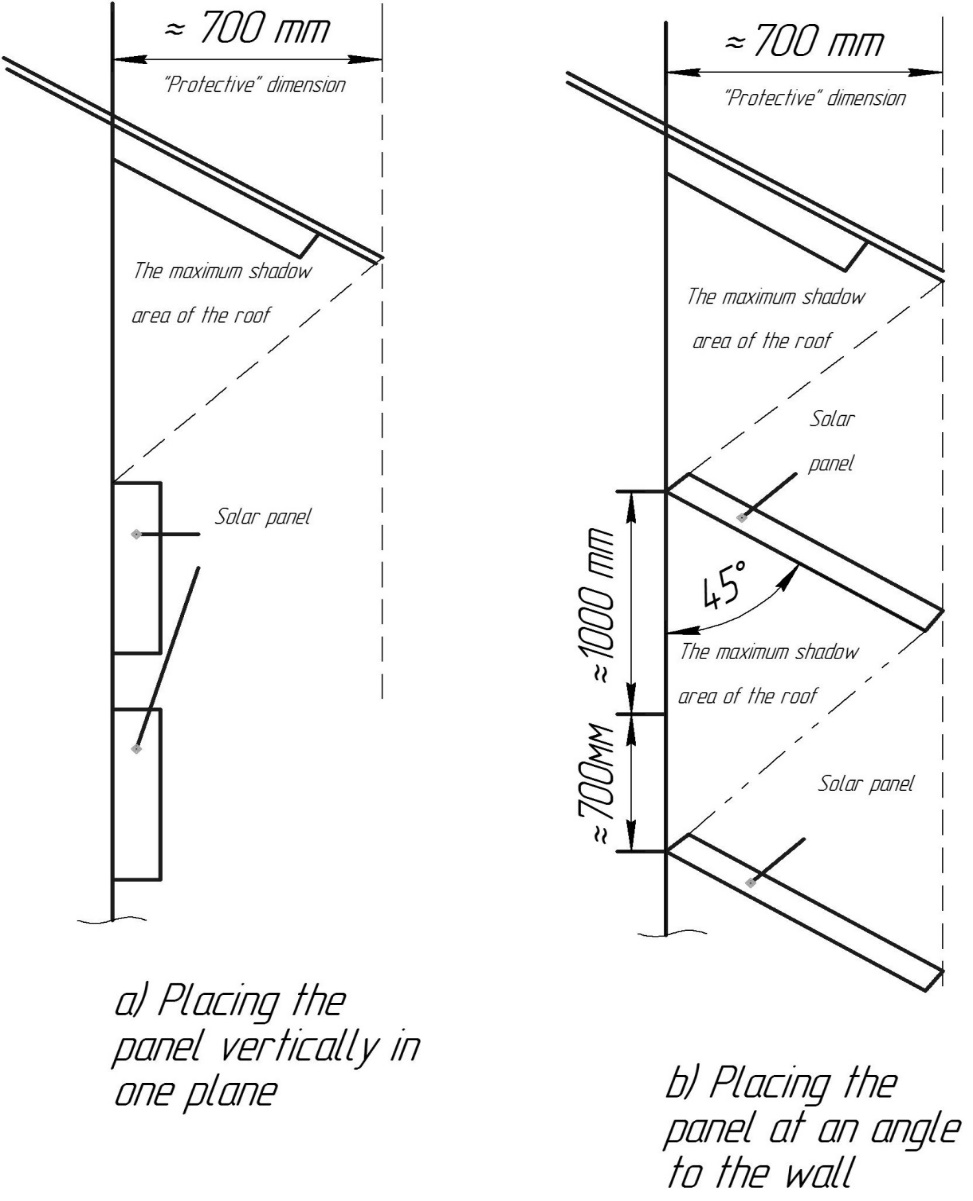 ≈ 700 mm
"Protective" dimension
The maximum shadow
area of the roof
Solar panel
a) Placing the
panel vertically in
one plane
≈ 700 mm
"Protective" dimension
The maximum shadow
area of the roof
Solar
panel
≈1000 mm
45°
The maximum shadow
area of the roof
≈700мм
Solar panel
b) Placing the
panel at an angle
to the wall